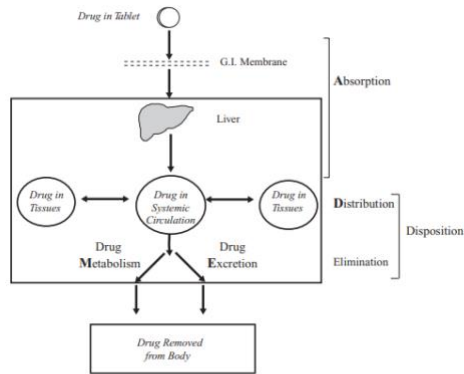 Drug in Tablet
G.I. Membrane
Absorption
Liver
Drug in
Tissues
Drug in
Systemic
Circulation
Drug in
Tissues
Distribution
Disposition
Drug
Metabolism
Drug
Excretion
Elimination
Drug Removed
from Body